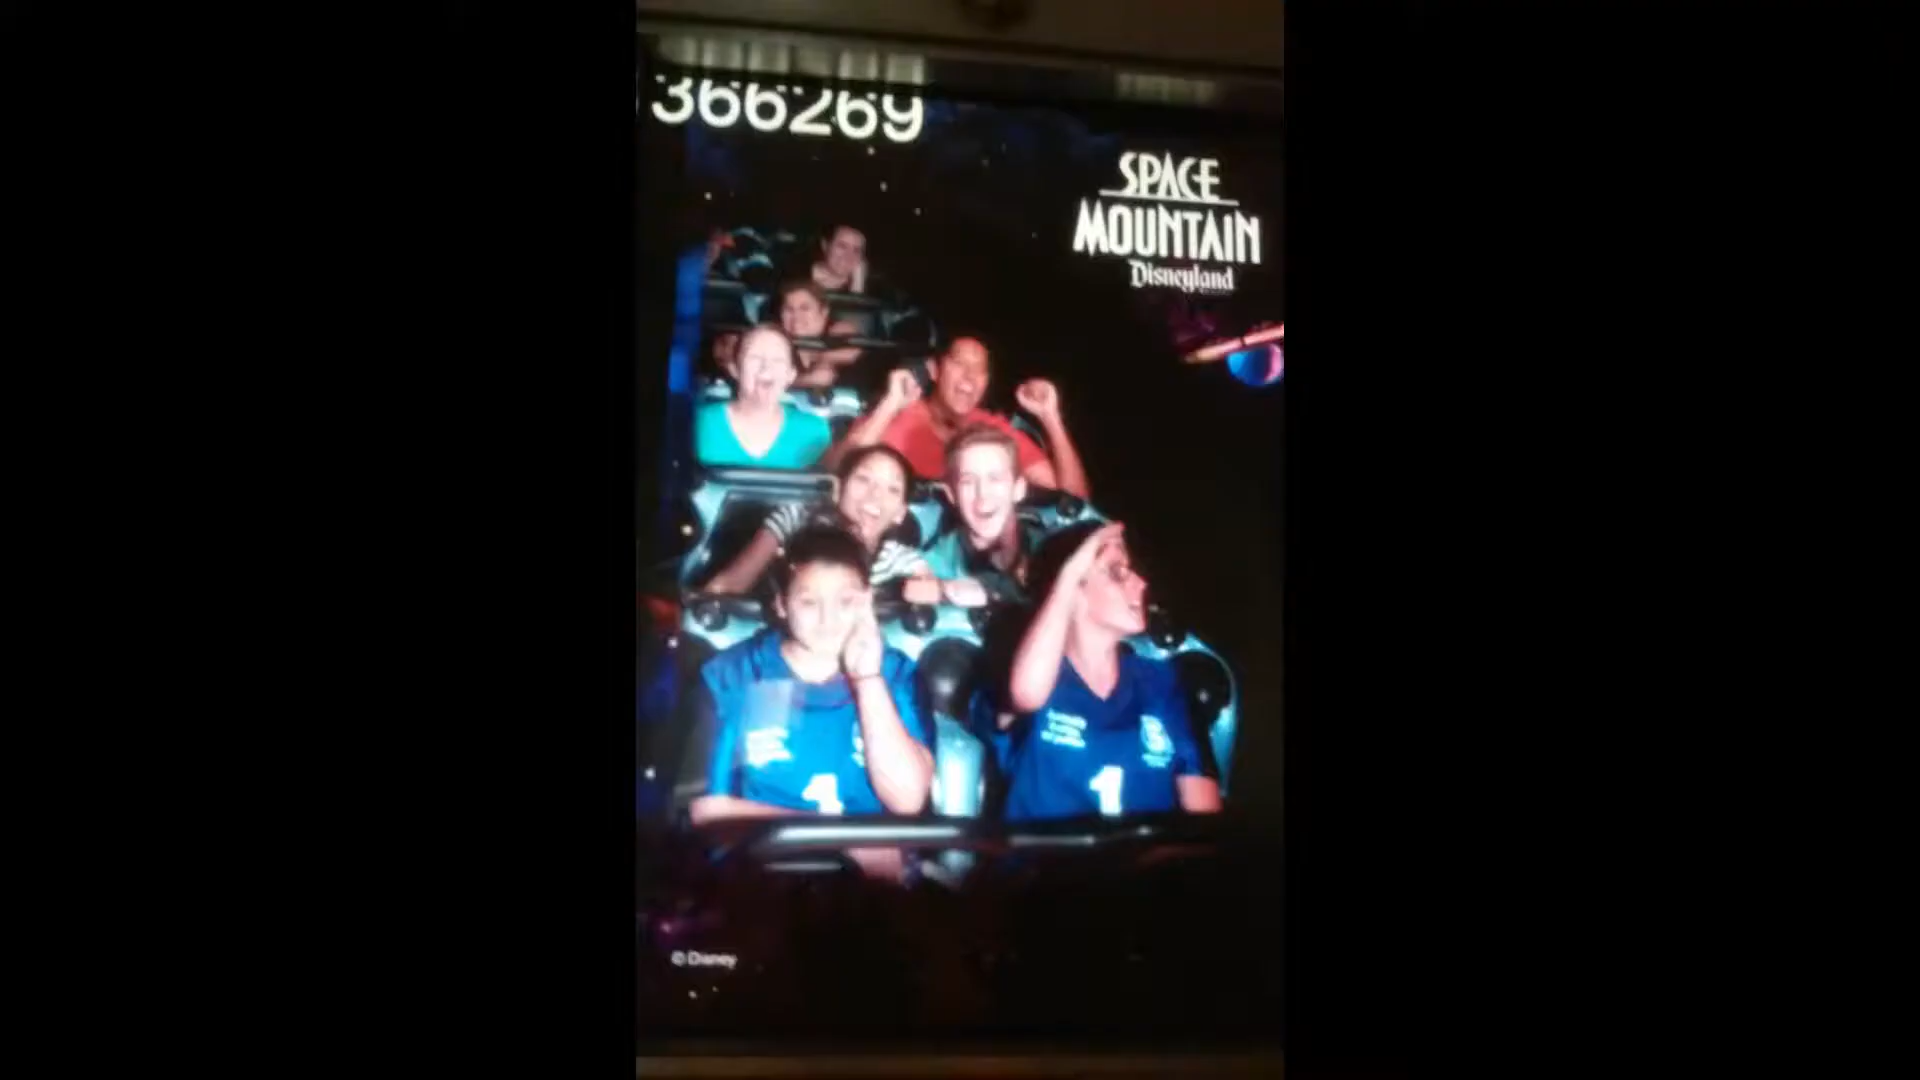 366269
SPACE
MOUNTAIN
Disneyland
1
1
© Disney